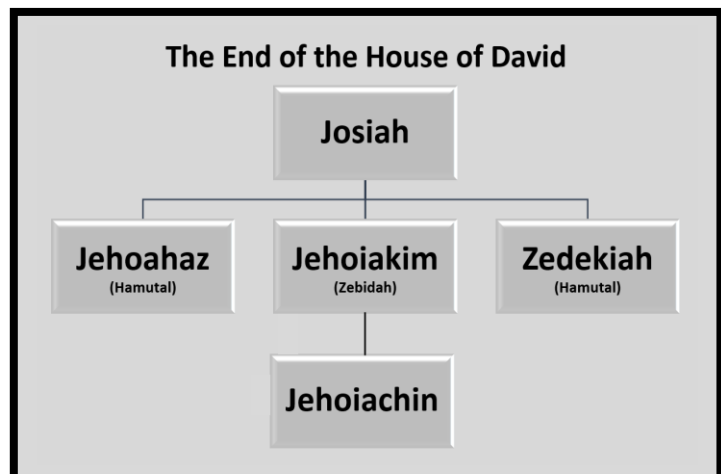 The End of the House of David
Josiah
Jehoahaz
(Hamutal)
Jehoiakim
(Zebidah)
Zedekiah
(Hamutal)
Jehoiachin